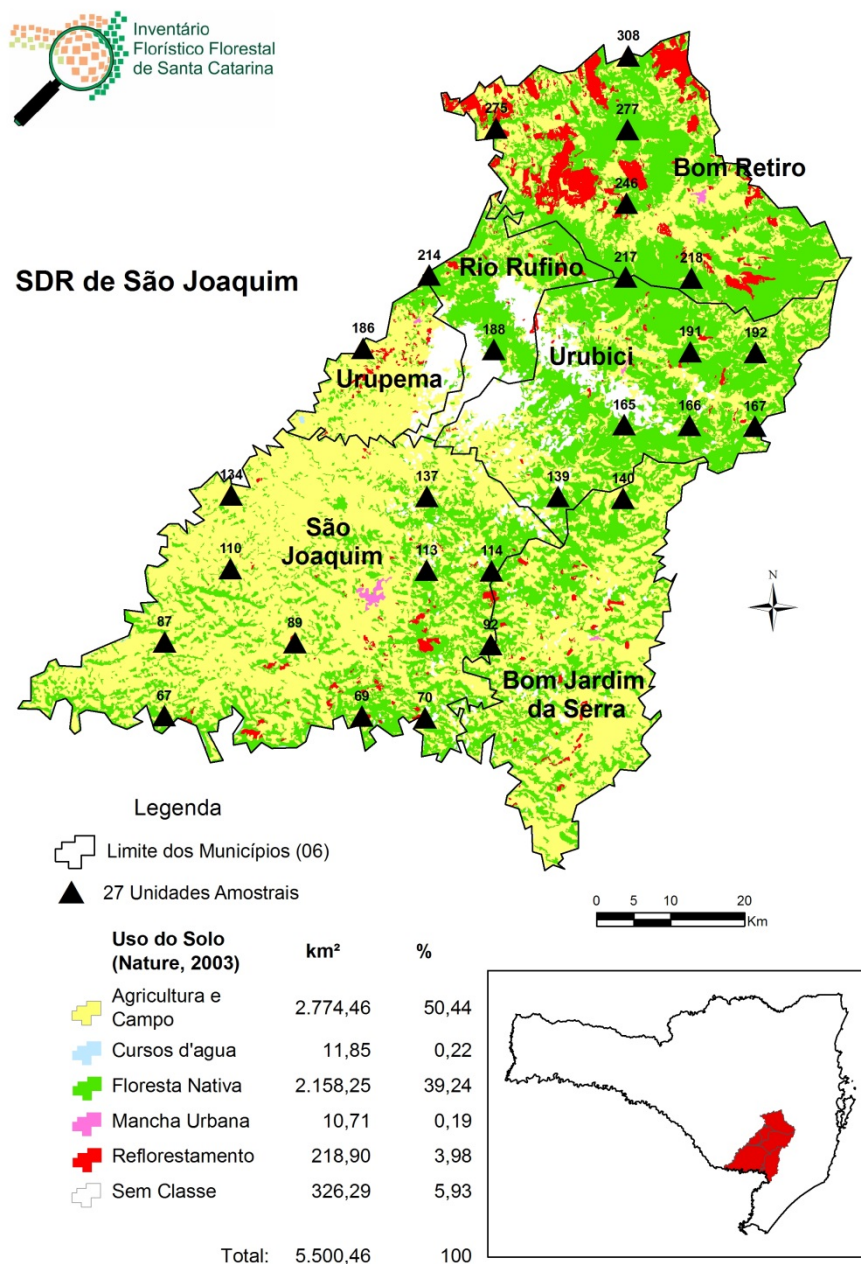 Inventário
Florístico Florestal
de Santa Catarina
SDR de São Joaquim
308
275
277
Bom Retiro
246
214
Rio Rufino
217
218
186
188
191
192
Urupema
Urubici
165
166
167
134
137
139
140
São
Joaquim
110
113
114
N
87
89
92
Bom Jardim
da Serra
67
69
70
Legenda
Limite dos Municípios (06)
27 Unidades Amostrais
0 5 10 20
Km
Uso do Solo
(Nature, 2003) km² %
Agricultura e
Campo 2.774,46 50,44
Cursos d'agua 11,85 0,22
Floresta Nativa 2.158,25 39,24
Mancha Urbana 10,71 0,19
Reflorestamento 218,90 3,98
Sem Classe 326,29 5,93
Total: 5.500,46 100